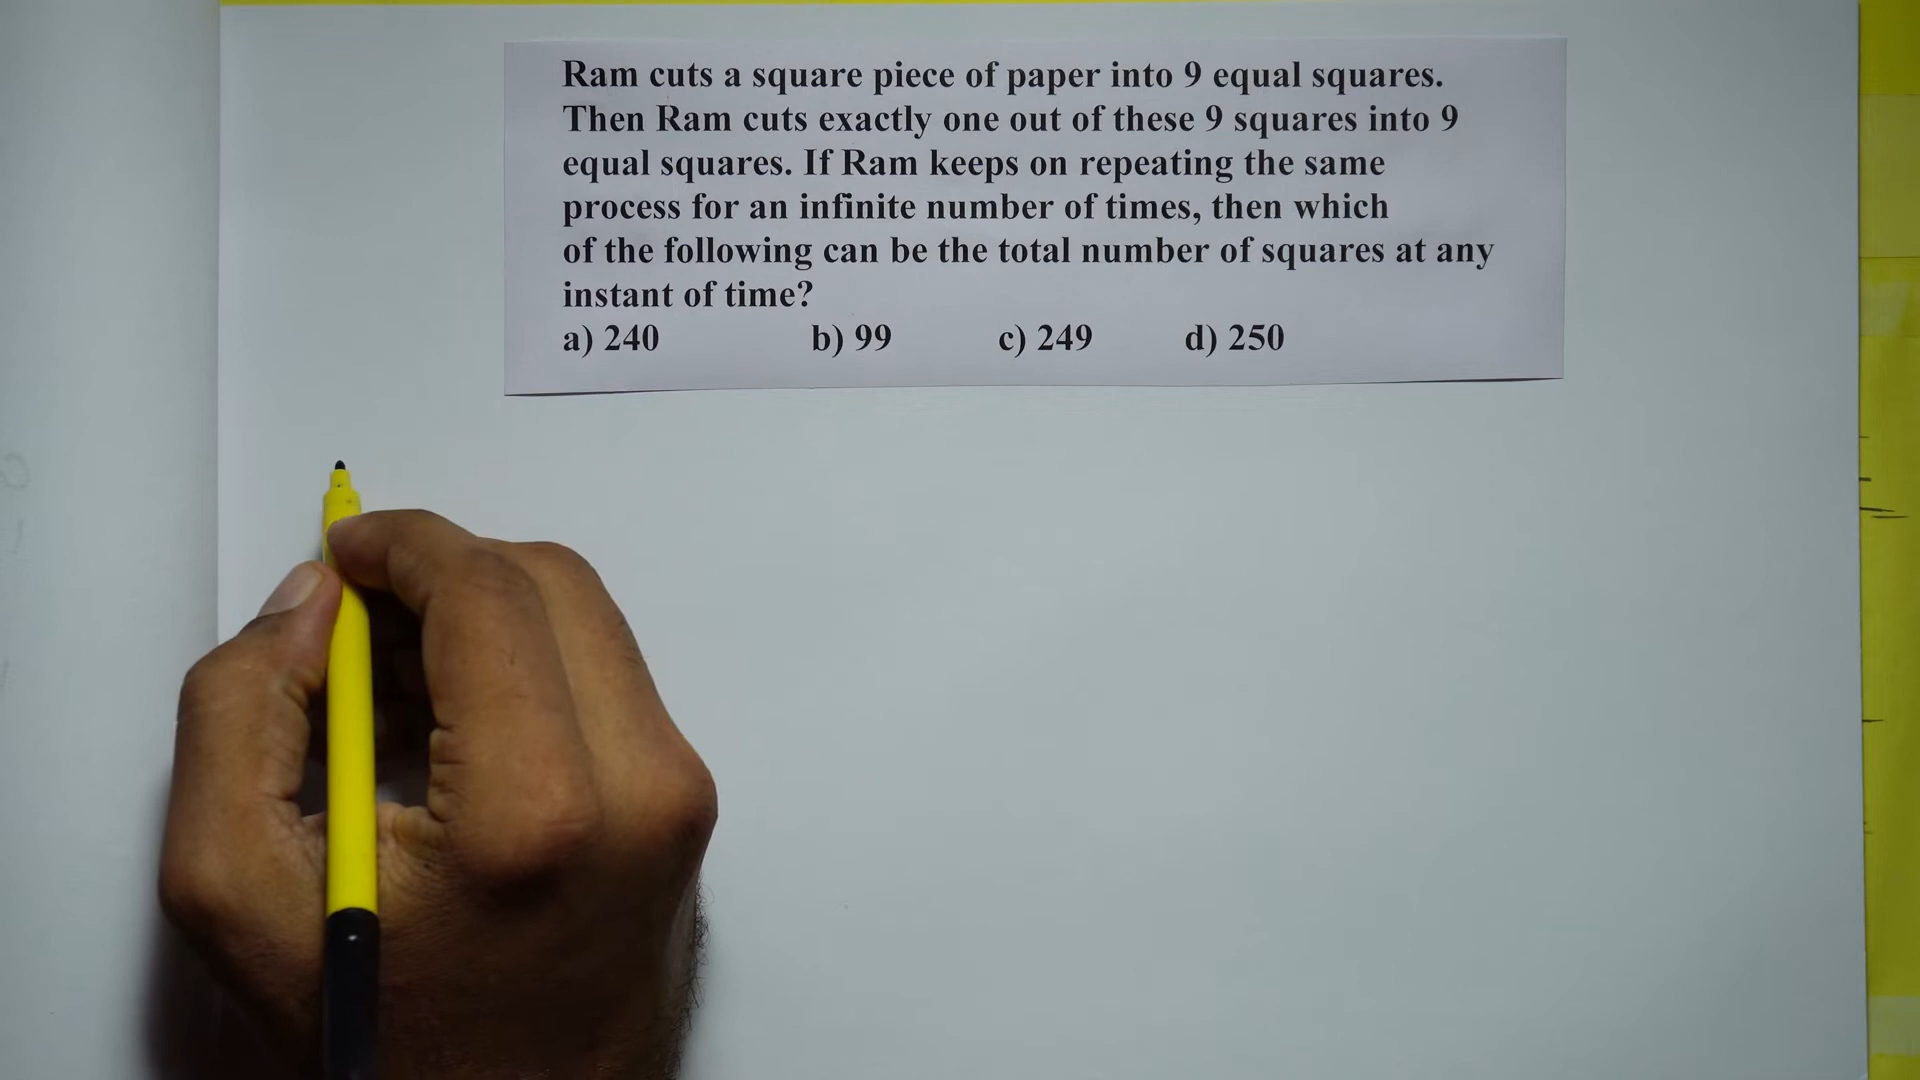 Ram cuts a square piece of paper into 9 equal squares.
Then Ram cuts exactly one out of these 9 squares into 9
equal squares. If Ram keeps on repeating the same
process for an infinite number of times, then which
of the following can be the total number of squares at any
instant of time?
a) 240 b) 99 c) 249 d) 250